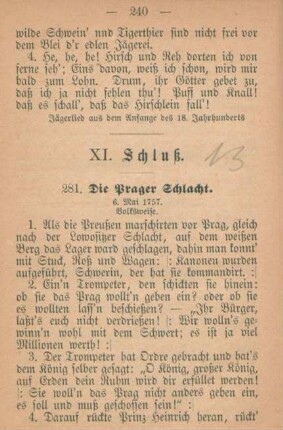 — 240 —
wilde Schwein' und Tigerthier sind nicht frei vor
dem Blei d'r edlen Jägerei.
4. He, he, he! Hirsch und Reh dorten ich von
ferne seh'; Eins davon, weiß ich schon, wird mir
bald zum Lohn. Drum, ihr Götter gebet zu,
daß ich ja nicht fehlen thu'! Puff und Knall!
daß es schall', daß das Hirschlein fall'!
Jägerlied aus dem Anfange des 18. Jahrhunderts
XI. Schluß.
13
281. Die Prager Schlacht.
6. Mai 1757.
Volksweise.
1. Als die Preußen marschirten vor Prag, gleich
nach der Lowositzer Schlacht, auf dem weißen
Berg das Lager ward geschlagen, dahin man konnt'
mit Stuck, Roß und Wagen: |: Kanonen wurden
aufgeführt, Schwerin, der hat sie kommandirt. :|
2. Ein'n Trompeter, den schickten sie hinein:
ob sie das Prag wollt'n geben ein? oder ob sie
es wollten lass'n beschießen? — „Ihr Bürger,
laßt's euch nicht verdrießen! |: Wir wolln's ge-
winn'n wohl mit dem Schwert; es ist ja viel
Millionen werth! :|
3. Der Trompeter hat Ordre gebracht und hat's
dem König selber gesagt: „O König, großer König,
auf Erden dein Ruhm wird dir erfüllet werden!
|: Sie woll'n das Prag nicht anders geben ein,
es soll und muß geschossen sein!" :|
4. Darauf rückte Prinz Heinrich heran, rückt'